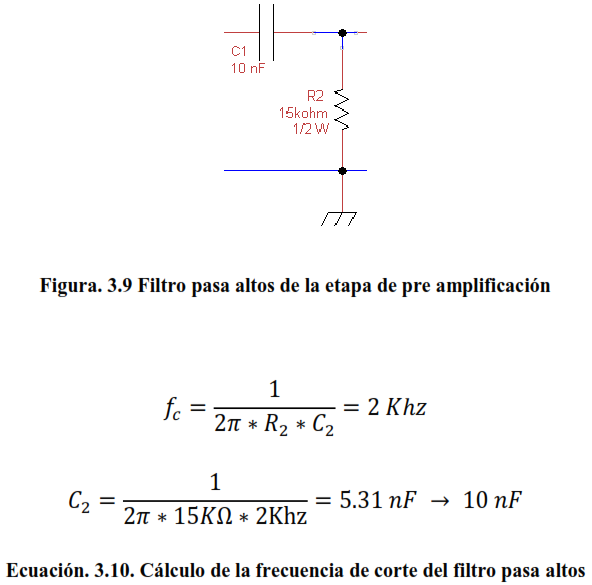 C1
10 nF
R2
15kohm
1/2 W
Figura. 3.9 Filtro pasa altos de la etapa de pre amplificación
f_c = 1 / (2π ∗ R_2 ∗ C_2) = 2 Khz
C_2 = 1 / (2π ∗ 15KΩ ∗ 2Khz) = 5.31 nF → 10 nF
Ecuación. 3.10. Cálculo de la frecuencia de corte del filtro pasa altos